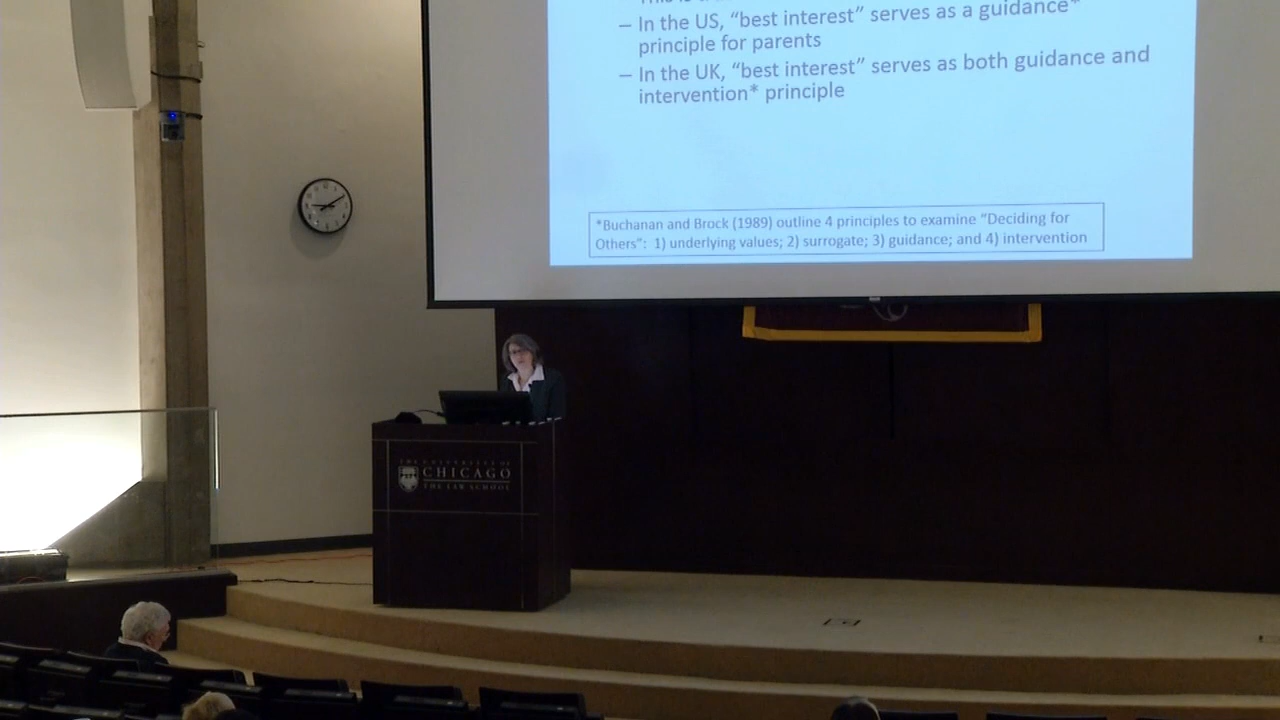 This is a
– In the US, “best interest” serves as a guidance*
principle for parents
– In the UK, “best interest” serves as both guidance and
intervention* principle
*Buchanan and Brock (1989) outline 4 principles to examine “Deciding for
Others”: 1) underlying values; 2) surrogate; 3) guidance; and 4) intervention
THE UNIVERSITY OF
CHICAGO
THE LAW SCHOOL